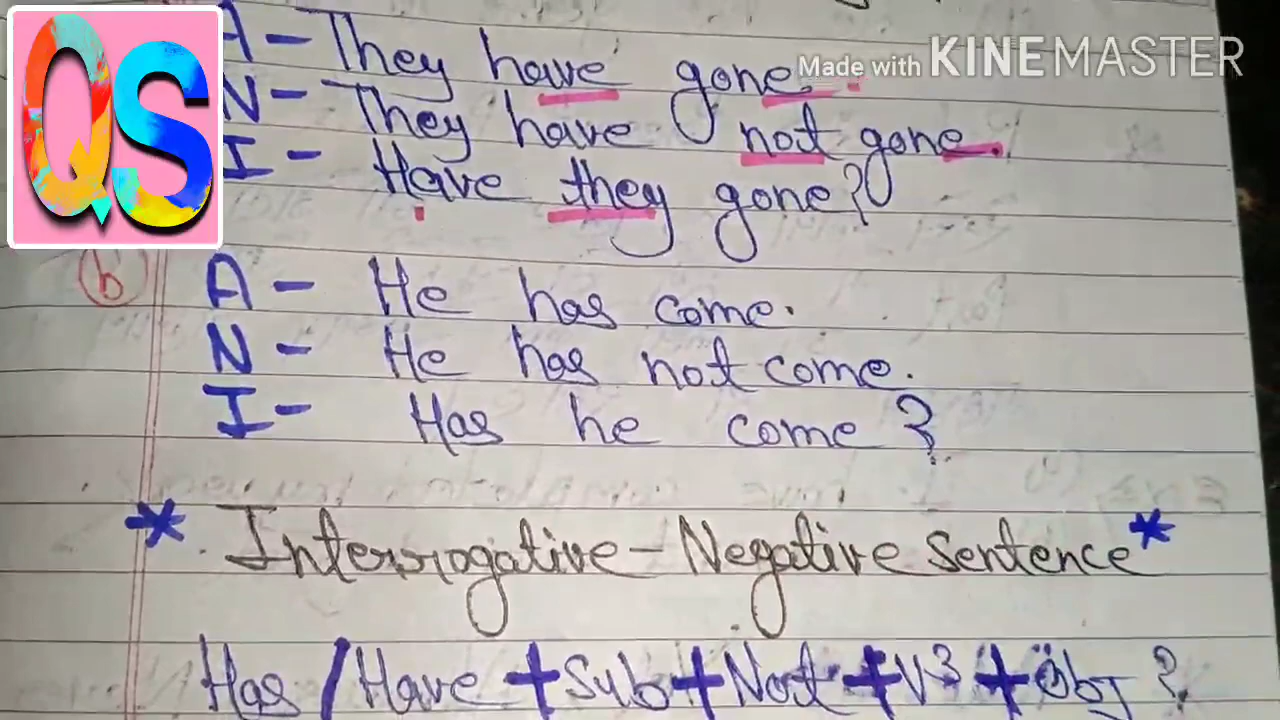 QS
Made with KINEMASTER
A - They have gone.
N - They have not gone.
I - Have they gone?
b
A - He has come.
N - He has not come.
I - Has he come?
* Interrogative - Negative Sentence *
Has / Have + Sub + Not + V3 + Obj ?